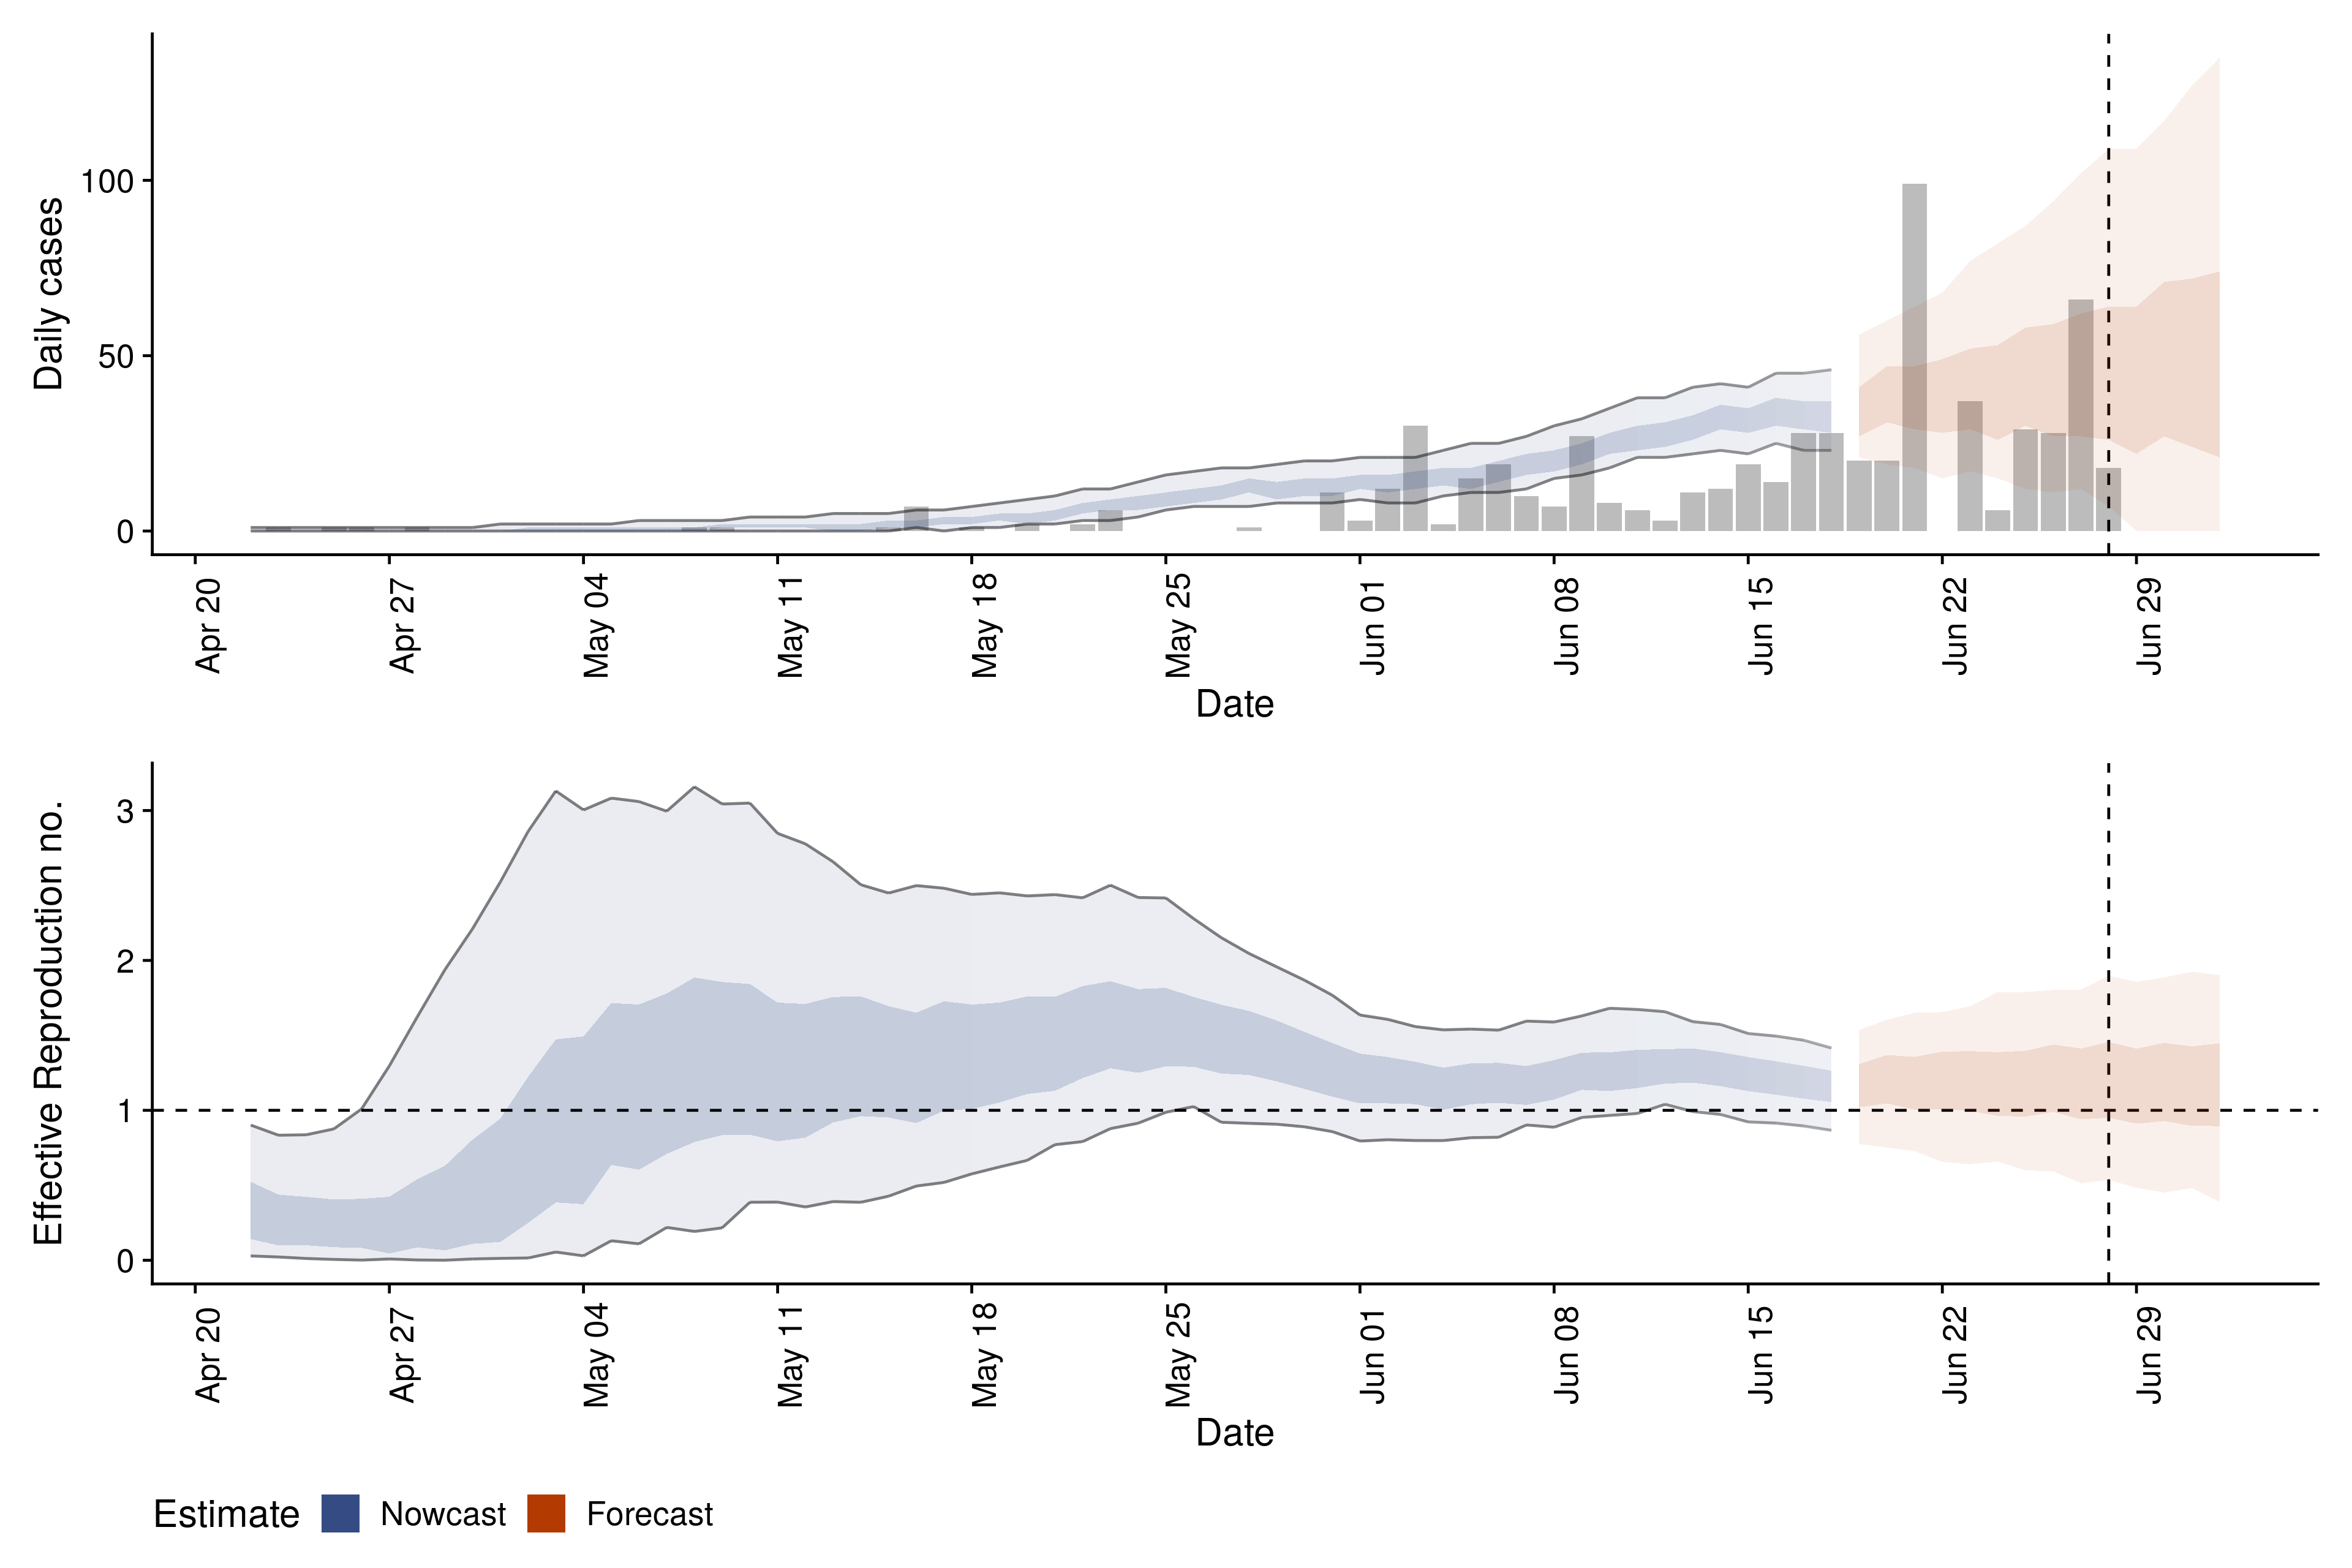 Daily cases
100
50
0
Apr 20
Apr 27
May 04
May 11
May 18
May 25
Jun 01
Jun 08
Jun 15
Jun 22
Jun 29
Date
Effective Reproduction no.
3
2
1
0
Apr 20
Apr 27
May 04
May 11
May 18
May 25
Jun 01
Jun 08
Jun 15
Jun 22
Jun 29
Date
Estimate Nowcast Forecast